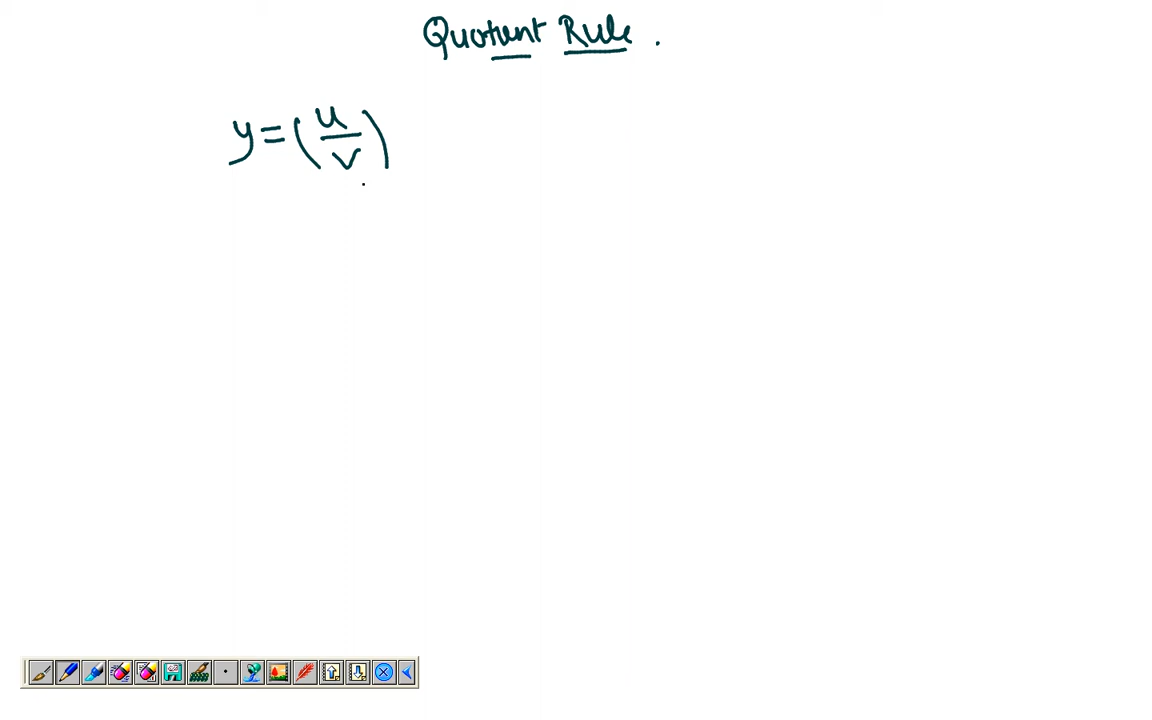 Quotient Rule .
y = (u/v)